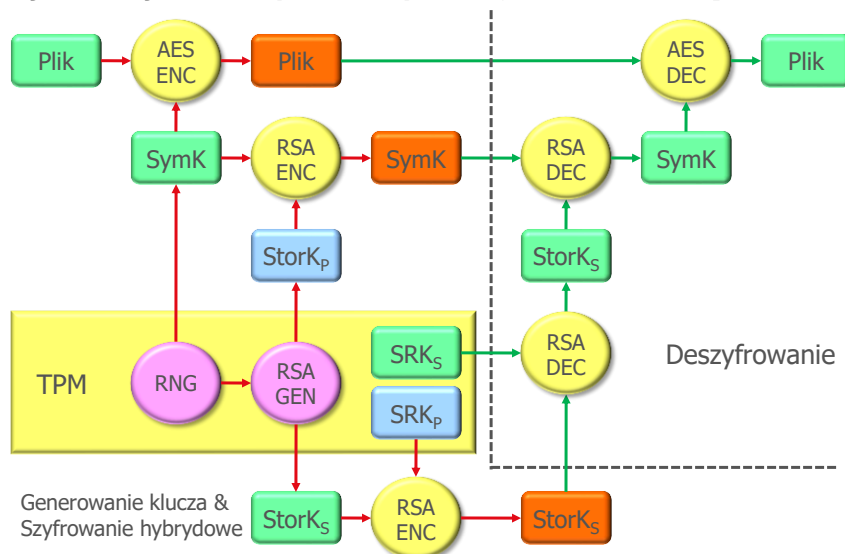 Plik
AES
ENC
Plik
AES
DEC
Plik
SymK
RSA
ENC
SymK
RSA
DEC
SymK
StorKP
StorKS
TPM
RNG
RSA
GEN
SRKS
SRKP
RSA
DEC
Deszyfrowanie
Generowanie klucza &
Szyfrowanie hybrydowe
StorKS
RSA
ENC
StorKS